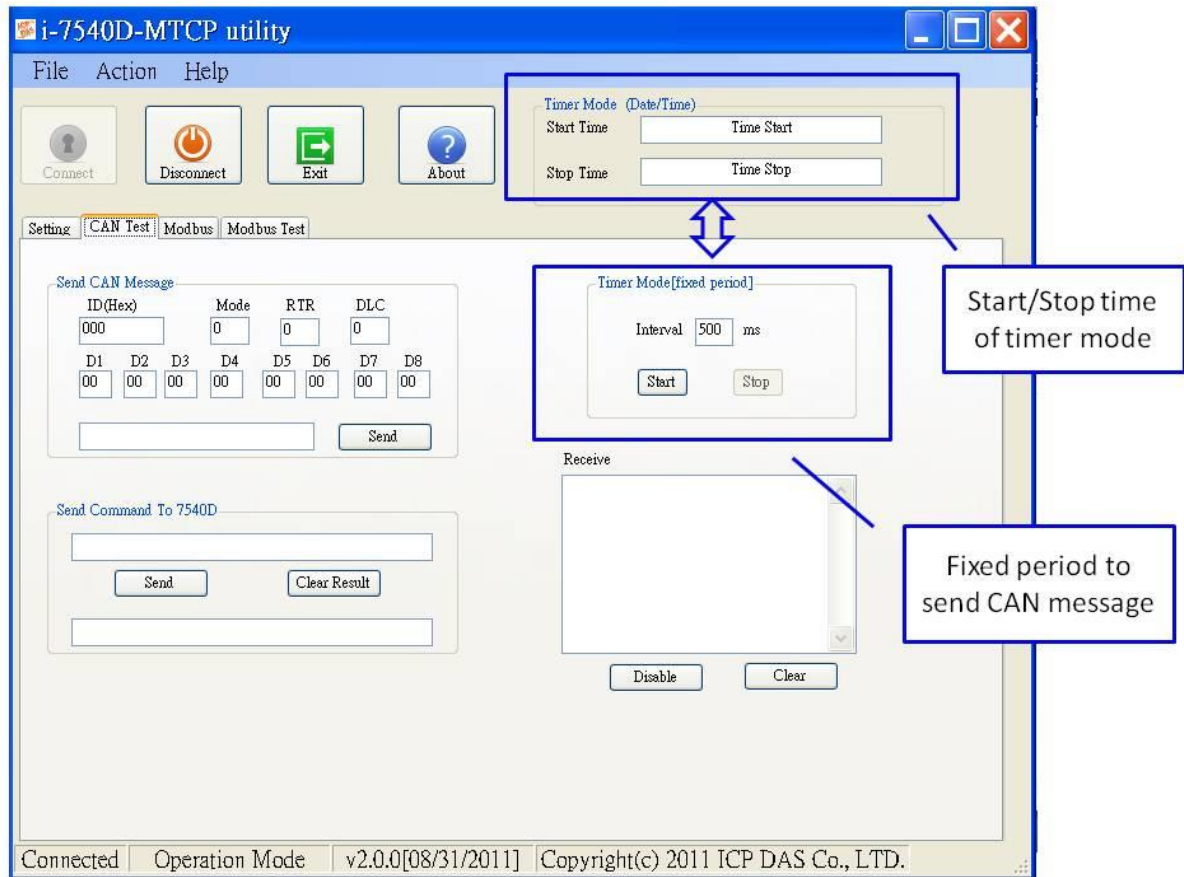 i-7540D-MTCP utility
File Action Help
Connect Disconnect Exit About
Timer Mode (Date/Time)
Start Time Time Start
Stop Time Time Stop
Setting CAN Test Modbus Modbus Test
Send CAN Message
ID(Hex) Mode RTR DLC
000 0 0 0
D1 D2 D3 D4 D5 D6 D7 D8
00 00 00 00 00 00 00 00
Send
Timer Mode[fixed period]
Interval 500 ms
Start Stop
Start/Stop time
of timer mode
Send Command To 7540D
Send Clear Result
Receive
Disable Clear
Fixed period to
send CAN message
Connected Operation Mode v2.0.0[08/31/2011] Copyright(c) 2011 ICP DAS Co., LTD.